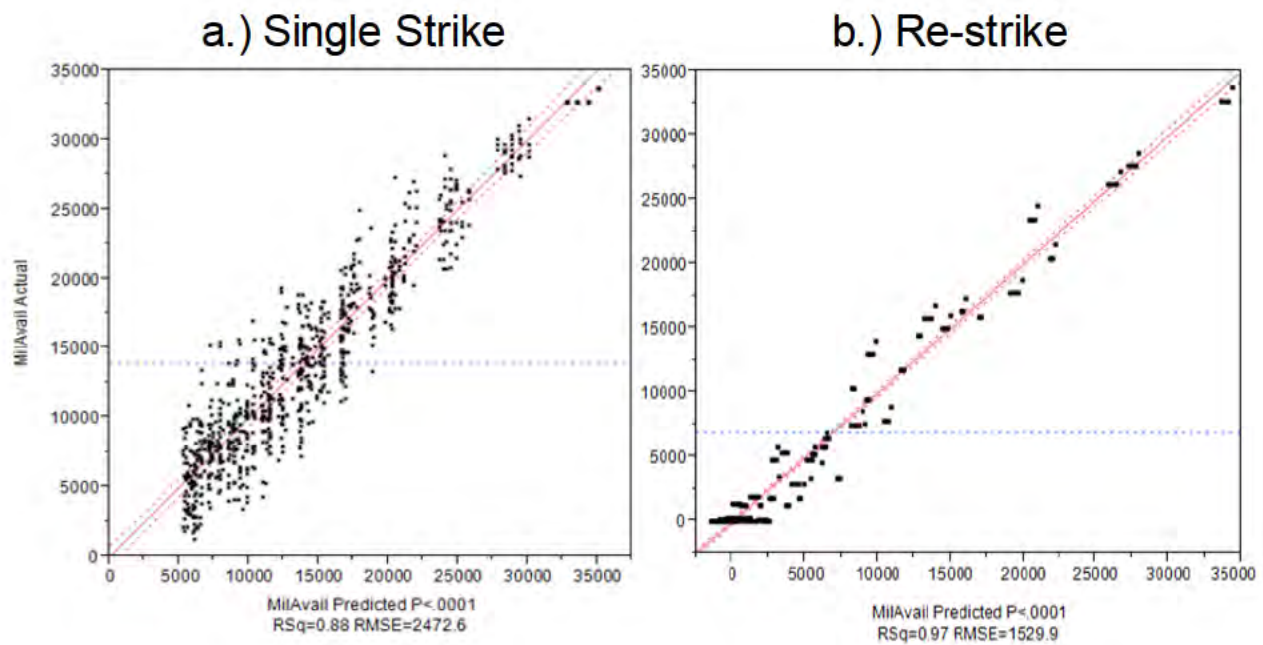 a.) Single Strike
b.) Re-strike
35000
30000
25000
20000
15000
10000
5000
0
MilAvail Actual
0 5000 10000 15000 20000 25000 30000 35000
MilAvail Predicted P<.0001
RSq=0.88 RMSE=2472.6
35000
30000
25000
20000
15000
10000
5000
0
0 5000 10000 15000 20000 25000 30000 35000
MilAvail Predicted P<.0001
RSq=0.97 RMSE=1529.9